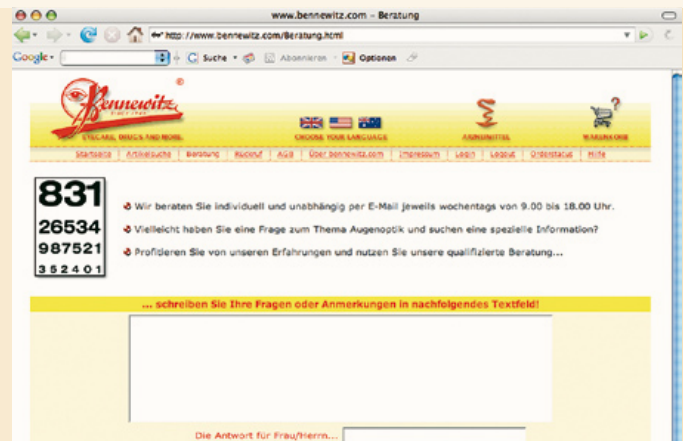 www.bennewitz.com – Beratung
http://www.bennewitz.com/Beratung.html
Google
Suche
Abonnieren
Optionen
Bennewitz
®
EYECARE, DRUGS AND MORE.
CHOOSE YOUR LANGUAGE
ARZNEIMITTEL
?
WARENKORB
Startseite | Artikelsuche | Beratung | Rückruf | AGB | Über bennewitz.com | Impressum | Login | Logout | Orderstatus | Hilfe
831
26534
987521
352401
Wir beraten Sie individuell und unabhängig per E-Mail jeweils wochentags von 9.00 bis 18.00 Uhr.
Vielleicht haben Sie eine Frage zum Thema Augenoptik und suchen eine spezielle Information?
Profitieren Sie von unseren Erfahrungen und nutzen Sie unsere qualifizierte Beratung...
... schreiben Sie Ihre Fragen oder Anmerkungen in nachfolgendes Textfeld!
Die Antwort für Frau/Herrn...